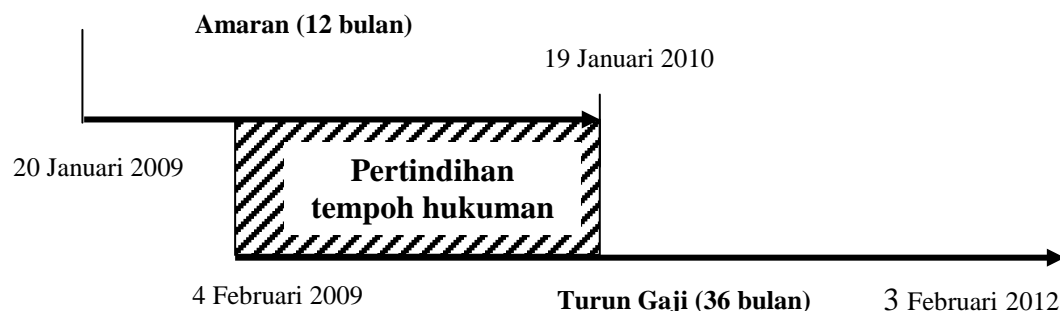 Amaran (12 bulan)
19 Januari 2010
20 Januari 2009
Pertindihan
tempoh hukuman
4 Februari 2009
Turun Gaji (36 bulan)
3 Februari 2012